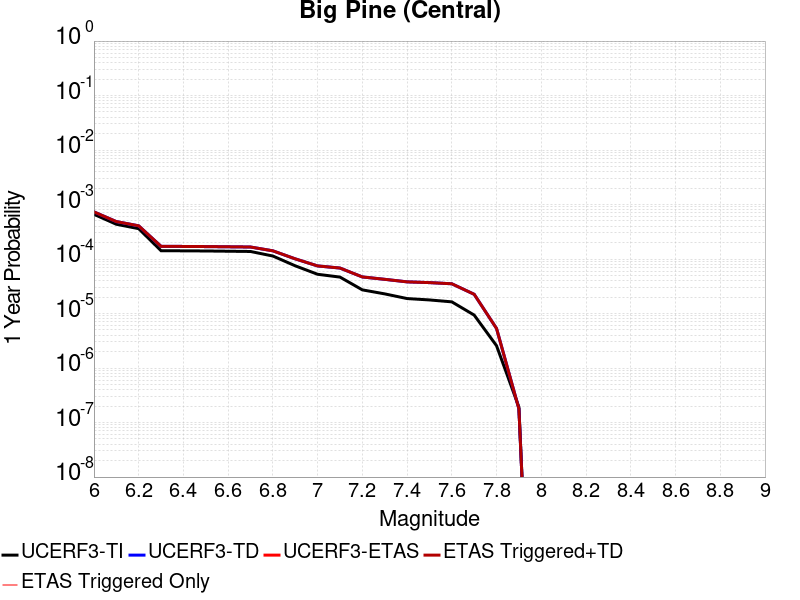 Big Pine (Central)
10^0
10^-1
10^-2
10^-3
10^-4
10^-5
10^-6
10^-7
10^-8
1 Year Probability
6 6.2 6.4 6.6 6.8 7 7.2 7.4 7.6 7.8 8 8.2 8.4 8.6 8.8 9
Magnitude
UCERF3-TI UCERF3-TD UCERF3-ETAS ETAS Triggered+TD
ETAS Triggered Only